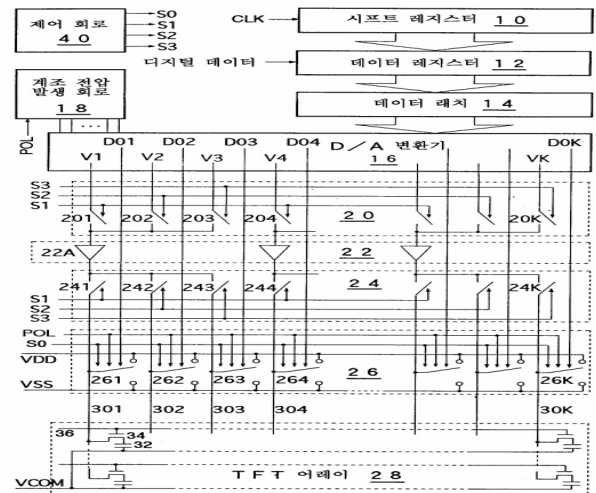 제어 회로
40
S0
S1
S2
S3
CLK
시프트 레지스터 10
디지털 데이터
데이터 레지스터 12
데이터 래치 14
계조 전압
발생 회로
18
POL
D01 D02 D03 D04 D0K
D/A 변환기
16
V1 V2 V3 V4 VK
S3
S2
S1
201 202 203 204 20 20K
22A 22
241 242 243 244 24 24K
S1
S2
S3
POL
S0
VDD
VSS
261 262 263 264 26 26K
301 302 303 304 30K
36 34
32
TFT 어레이 28
VCOM